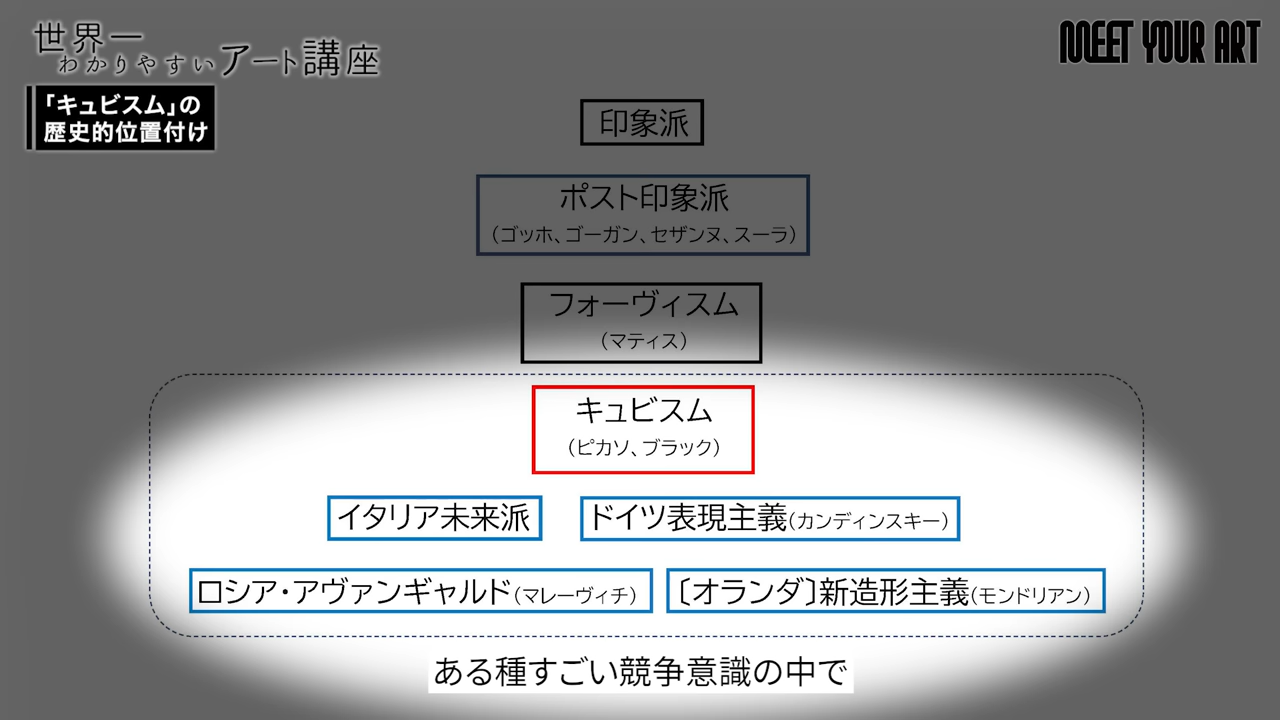 世界一
わかりやすいアート講座
MEET YOUR ART
「キュビスム」の
歴史的位置付け
印象派
ポスト印象派
（ゴッホ、ゴーガン、セザンヌ、スーラ）
フォーヴィスム
（マティス）
キュビスム
（ピカソ、ブラック）
イタリア未来派
ドイツ表現主義（カンディンスキー）
ロシア・アヴァンギャルド（マレーヴィチ）
〔オランダ〕新造形主義（モンドリアン）
ある種すごい競争意識の中で